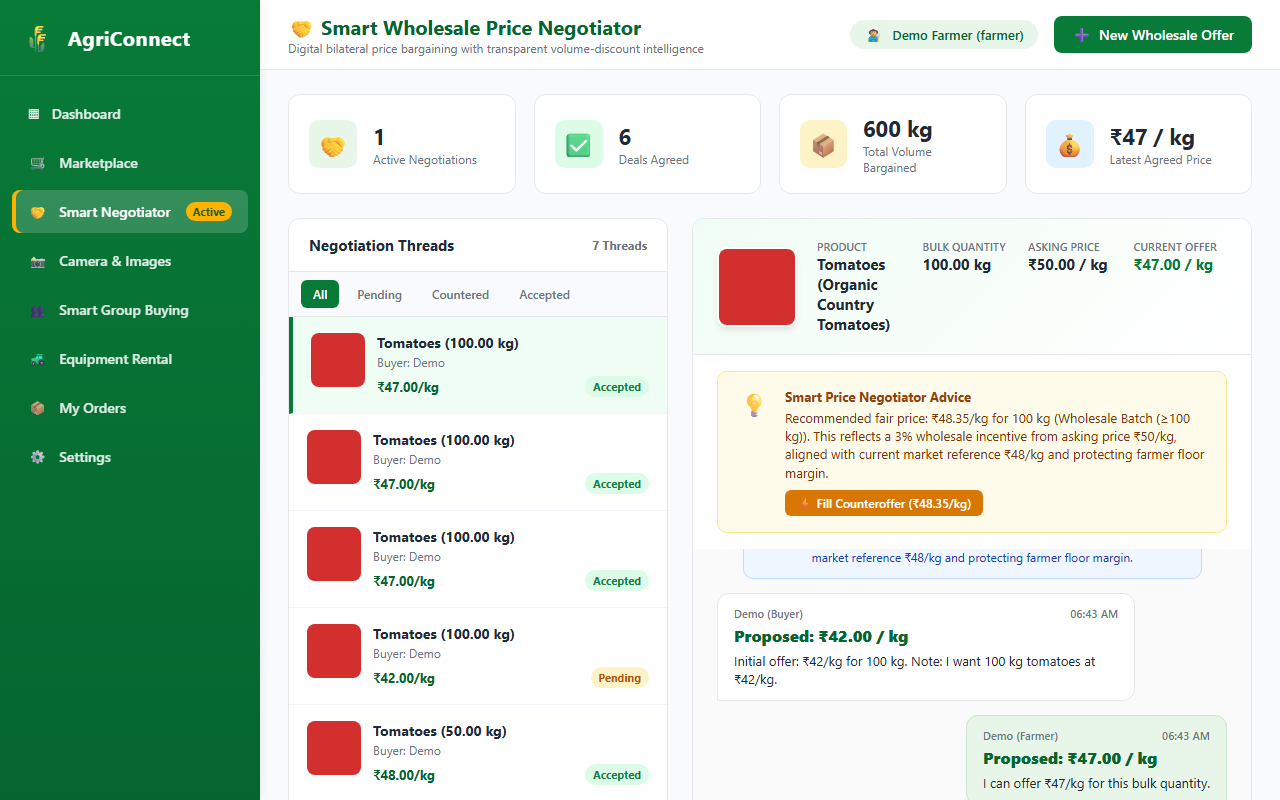 AgriConnect
Dashboard
Marketplace
Smart Negotiator Active
Camera & Images
Smart Group Buying
Equipment Rental
My Orders
Settings
Smart Wholesale Price Negotiator
Digital bilateral price bargaining with transparent volume-discount intelligence
Demo Farmer (farmer)
New Wholesale Offer
1
Active Negotiations
6
Deals Agreed
600 kg
Total Volume
Bargained
₹47 / kg
Latest Agreed Price
Negotiation Threads
7 Threads
All
Pending
Countered
Accepted
Tomatoes (100.00 kg)
Buyer: Demo
₹47.00/kg
Accepted
Tomatoes (100.00 kg)
Buyer: Demo
₹47.00/kg
Accepted
Tomatoes (100.00 kg)
Buyer: Demo
₹47.00/kg
Accepted
Tomatoes (100.00 kg)
Buyer: Demo
₹42.00/kg
Pending
Tomatoes (50.00 kg)
Buyer: Demo
₹48.00/kg
Accepted
PRODUCT
Tomatoes
(Organic
Country
Tomatoes)
BULK QUANTITY
100.00 kg
ASKING PRICE
₹50.00 / kg
CURRENT OFFER
₹47.00 / kg
Smart Price Negotiator Advice
Recommended fair price: ₹48.35/kg for 100 kg (Wholesale Batch (≥100
kg)). This reflects a 3% wholesale incentive from asking price ₹50/kg,
aligned with current market reference ₹48/kg and protecting farmer floor
margin.
Fill Counteroffer (₹48.35/kg)
market reference ₹48/kg and protecting farmer floor margin.
Demo (Buyer)
06:43 AM
Proposed: ₹42.00 / kg
Initial offer: ₹42/kg for 100 kg. Note: I want 100 kg tomatoes at
₹42/kg.
Demo (Farmer)
06:43 AM
Proposed: ₹47.00 / kg
I can offer ₹47/kg for this bulk quantity.